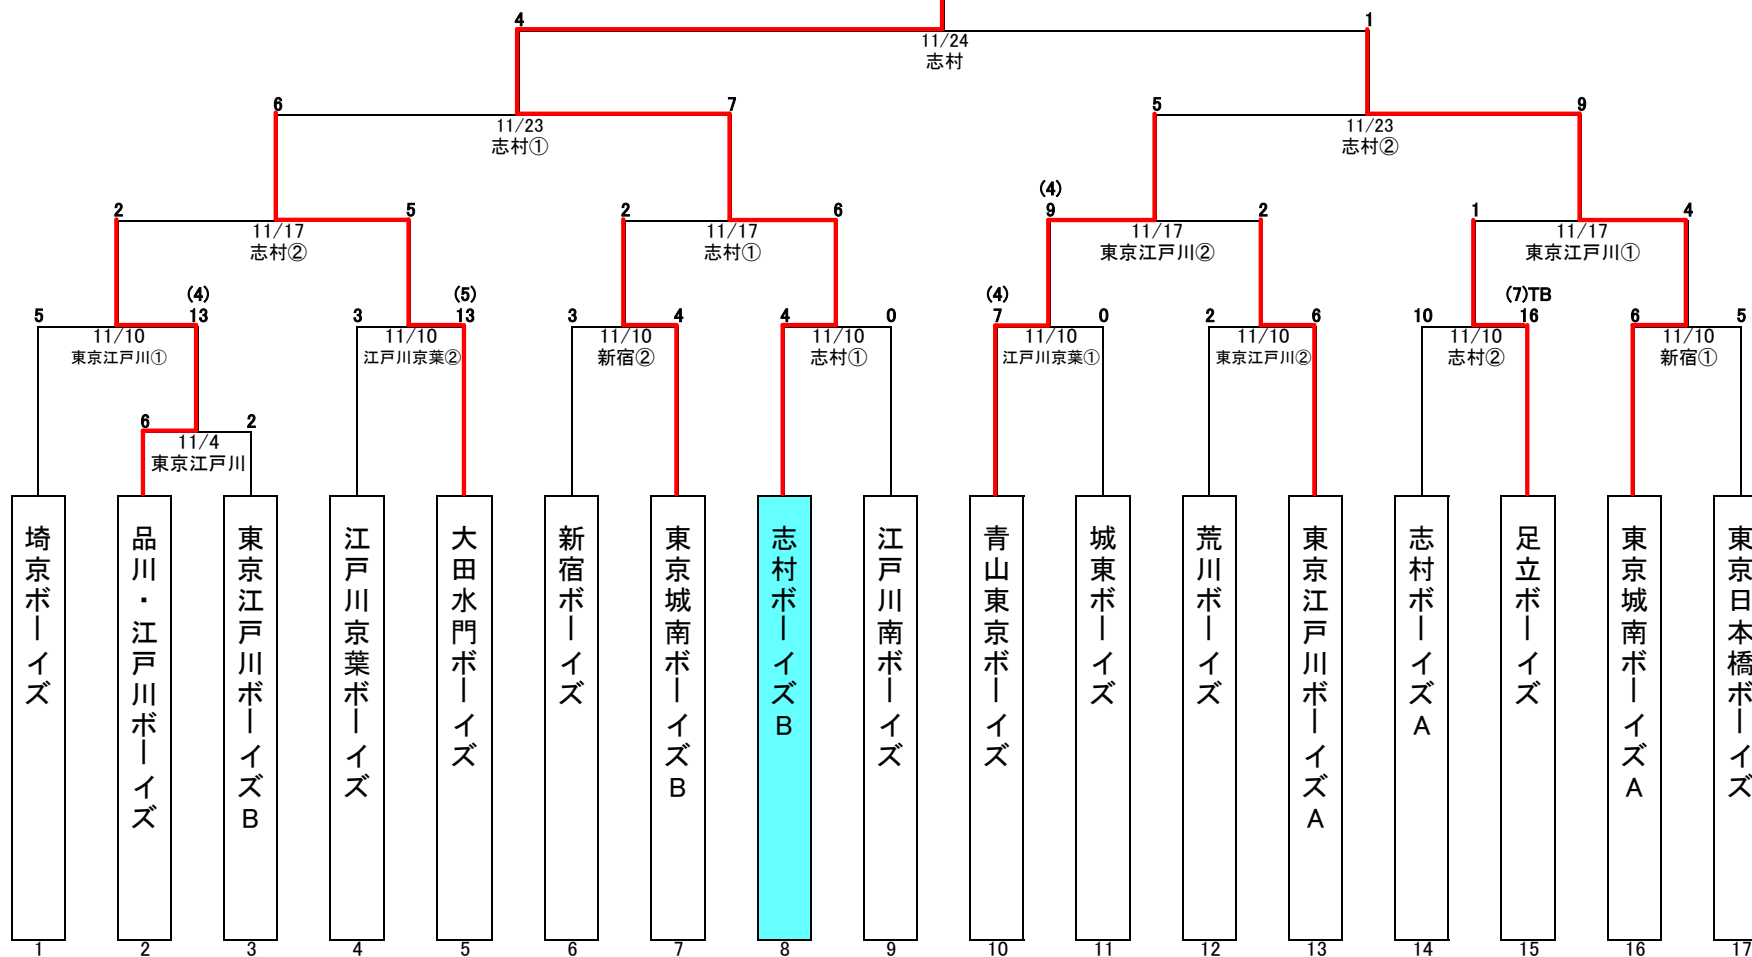 4 1
11/24
志村
6 7 5 9
11/23 11/23
志村① 志村②
(4)
2 5 2 6 9 2 1 4
11/17 11/17 11/17 11/17
志村② 志村① 東京江戸川② 東京江戸川①
(4) (5) (4) (7)TB
5 13 3 13 3 4 4 0 7 0 2 6 10 16 6 5
11/10 11/10 11/10 11/10 11/10 11/10 11/10 11/10
東京江戸川① 江戸川京葉② 新宿② 志村① 江戸川京葉① 東京江戸川② 志村② 新宿①
6 2
11/4
東京江戸川
埼京ボーイズ
品川・江戸川ボーイズ
東京江戸川ボーイズB
江戸川京葉ボーイズ
大田水門ボーイズ
新宿ボーイズ
東京城南ボーイズB
志村ボーイズB
江戸川南ボーイズ
青山東京ボーイズ
城東ボーイズ
荒川ボーイズ
東京江戸川ボーイズA
志村ボーイズA
足立ボーイズ
東京城南ボーイズA
東京日本橋ボーイズ
1 2 3 4 5 6 7 8 9 10 11 12 13 14 15 16 17